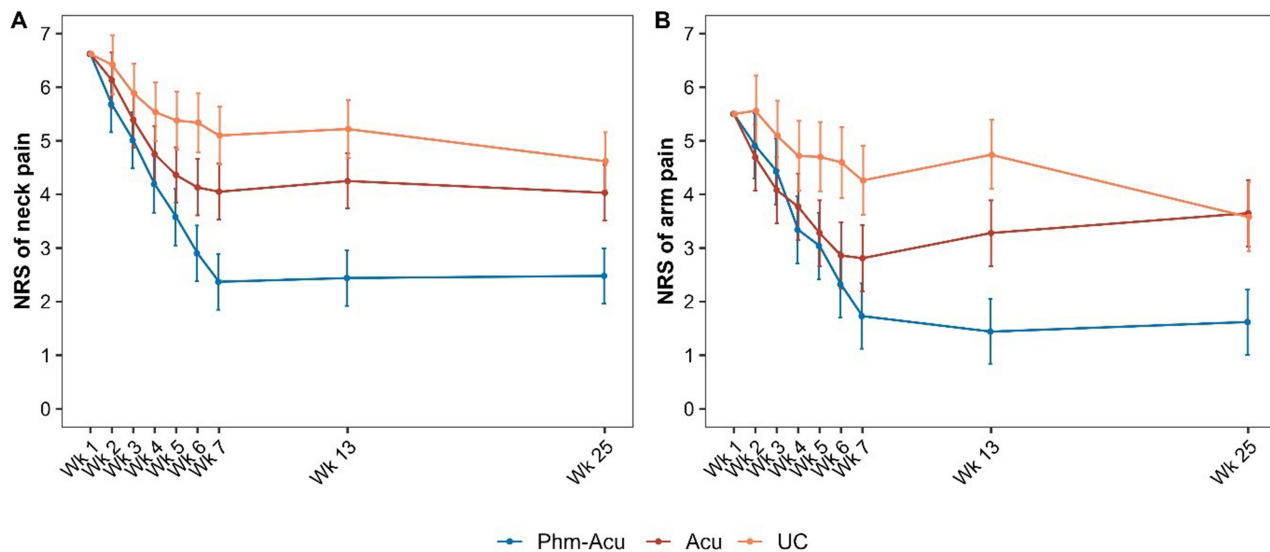 A
NRS of neck pain
7
6
5
4
3
2
1
0
Wk 1
Wk 2
Wk 3
Wk 4
Wk 5
Wk 6
Wk 7
Wk 13
Wk 25
B
NRS of arm pain
7
6
5
4
3
2
1
0
Wk 1
Wk 2
Wk 3
Wk 4
Wk 5
Wk 6
Wk 7
Wk 13
Wk 25
Phm-Acu Acu UC